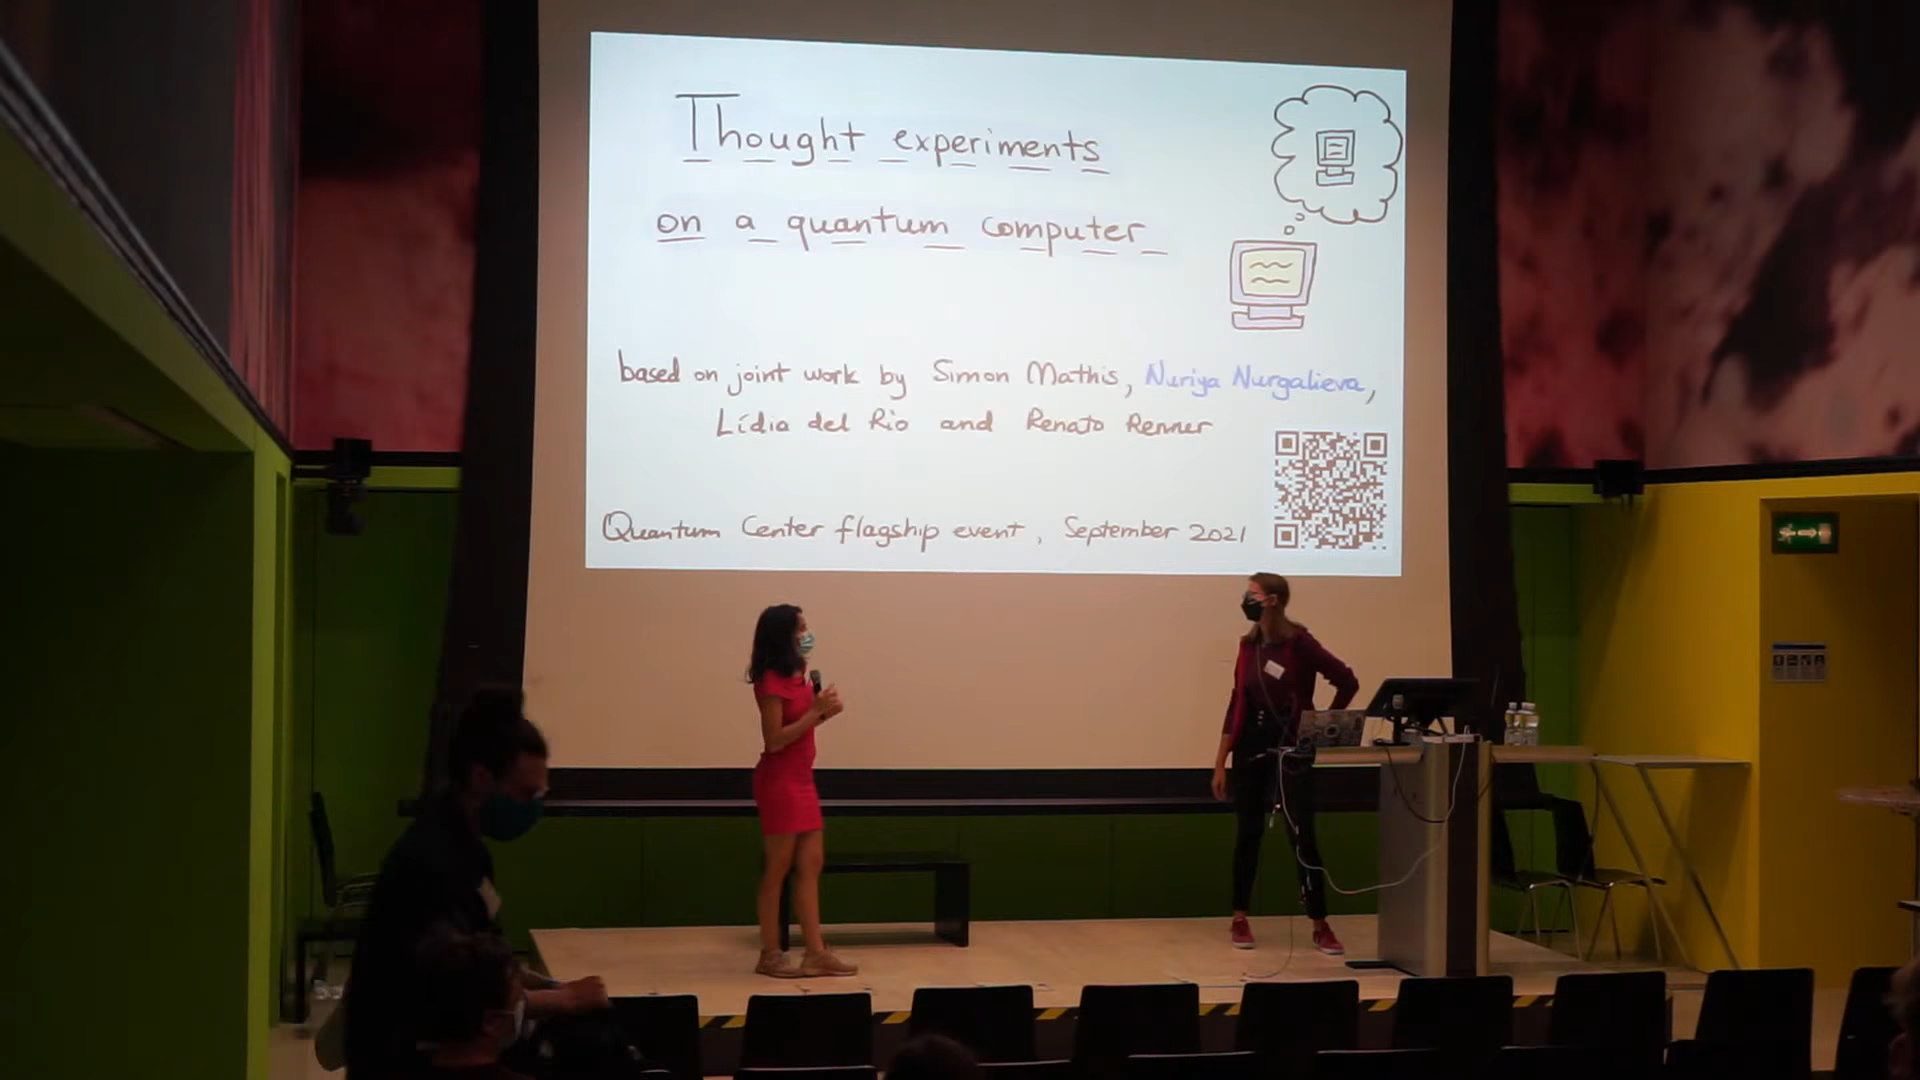 Thought experiments
on a quantum computer
based on joint work by Simon Mathis, Nuriya Nurgalieva,
Lídia del Rio and Renato Renner
Quantum Center flagship event, September 2021